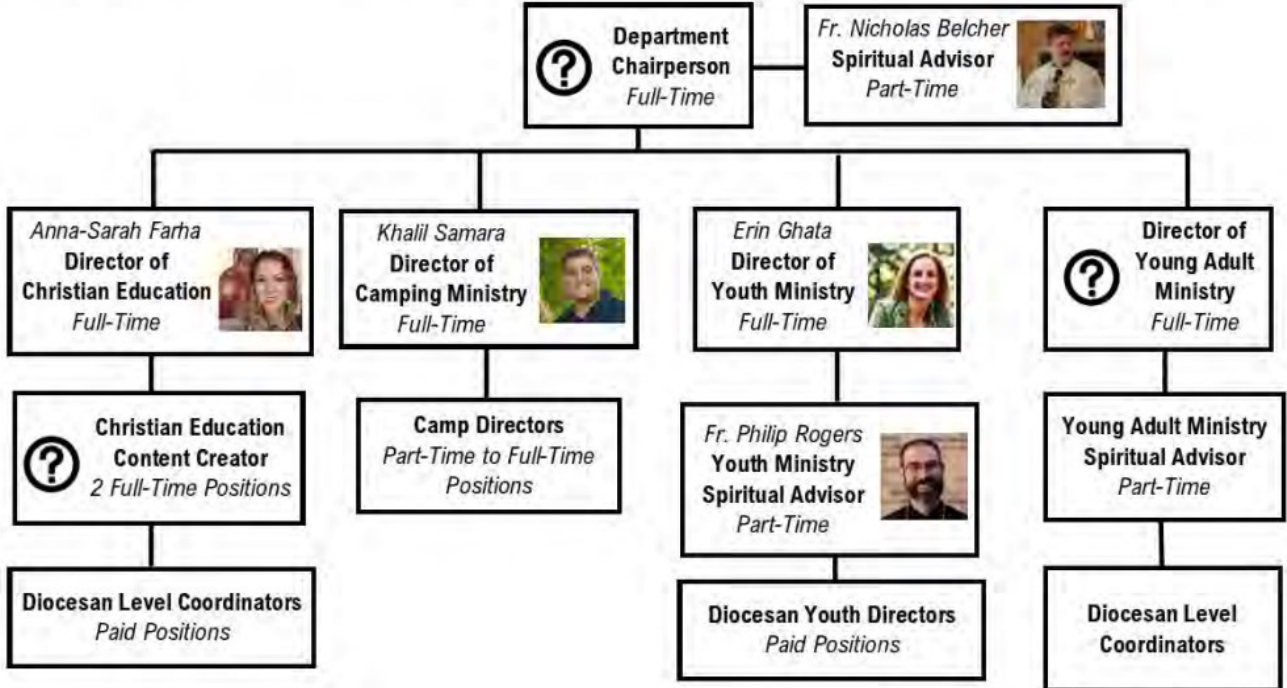 Department
Chairperson
Full-Time
Fr. Nicholas Belcher
Spiritual Advisor
Part-Time
Anna-Sarah Farha
Director of
Christian Education
Full-Time
Khalil Samara
Director of
Camping Ministry
Full-Time
Erin Ghata
Director of
Youth Ministry
Full-Time
Director of
Young Adult
Ministry
Full-Time
Christian Education
Content Creator
2 Full-Time Positions
Camp Directors
Part-Time to Full-Time
Positions
Fr. Philip Rogers
Youth Ministry
Spiritual Advisor
Part-Time
Young Adult Ministry
Spiritual Advisor
Part-Time
Diocesan Level Coordinators
Paid Positions
Diocesan Youth Directors
Paid Positions
Diocesan Level
Coordinators